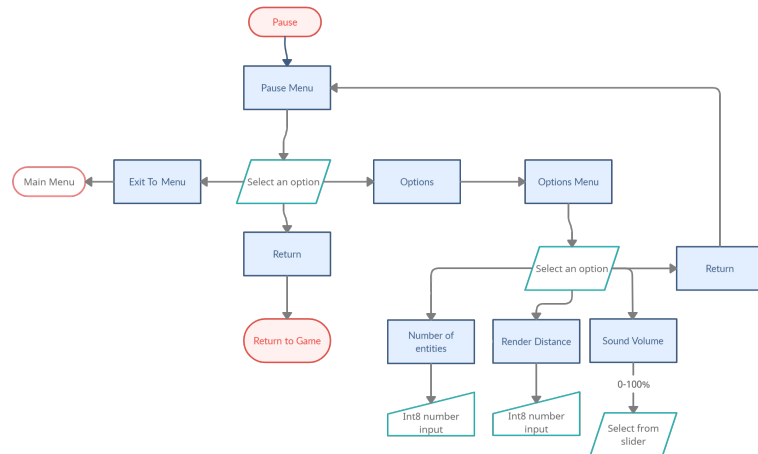 Pause
Pause Menu
Main Menu
Exit To Menu
Select an option
Options
Options Menu
Return
Select an option
Return
Return to Game
Number of
entities
Render Distance
Sound Volume
0-100%
Int8 number
input
Int8 number
input
Select from
slider